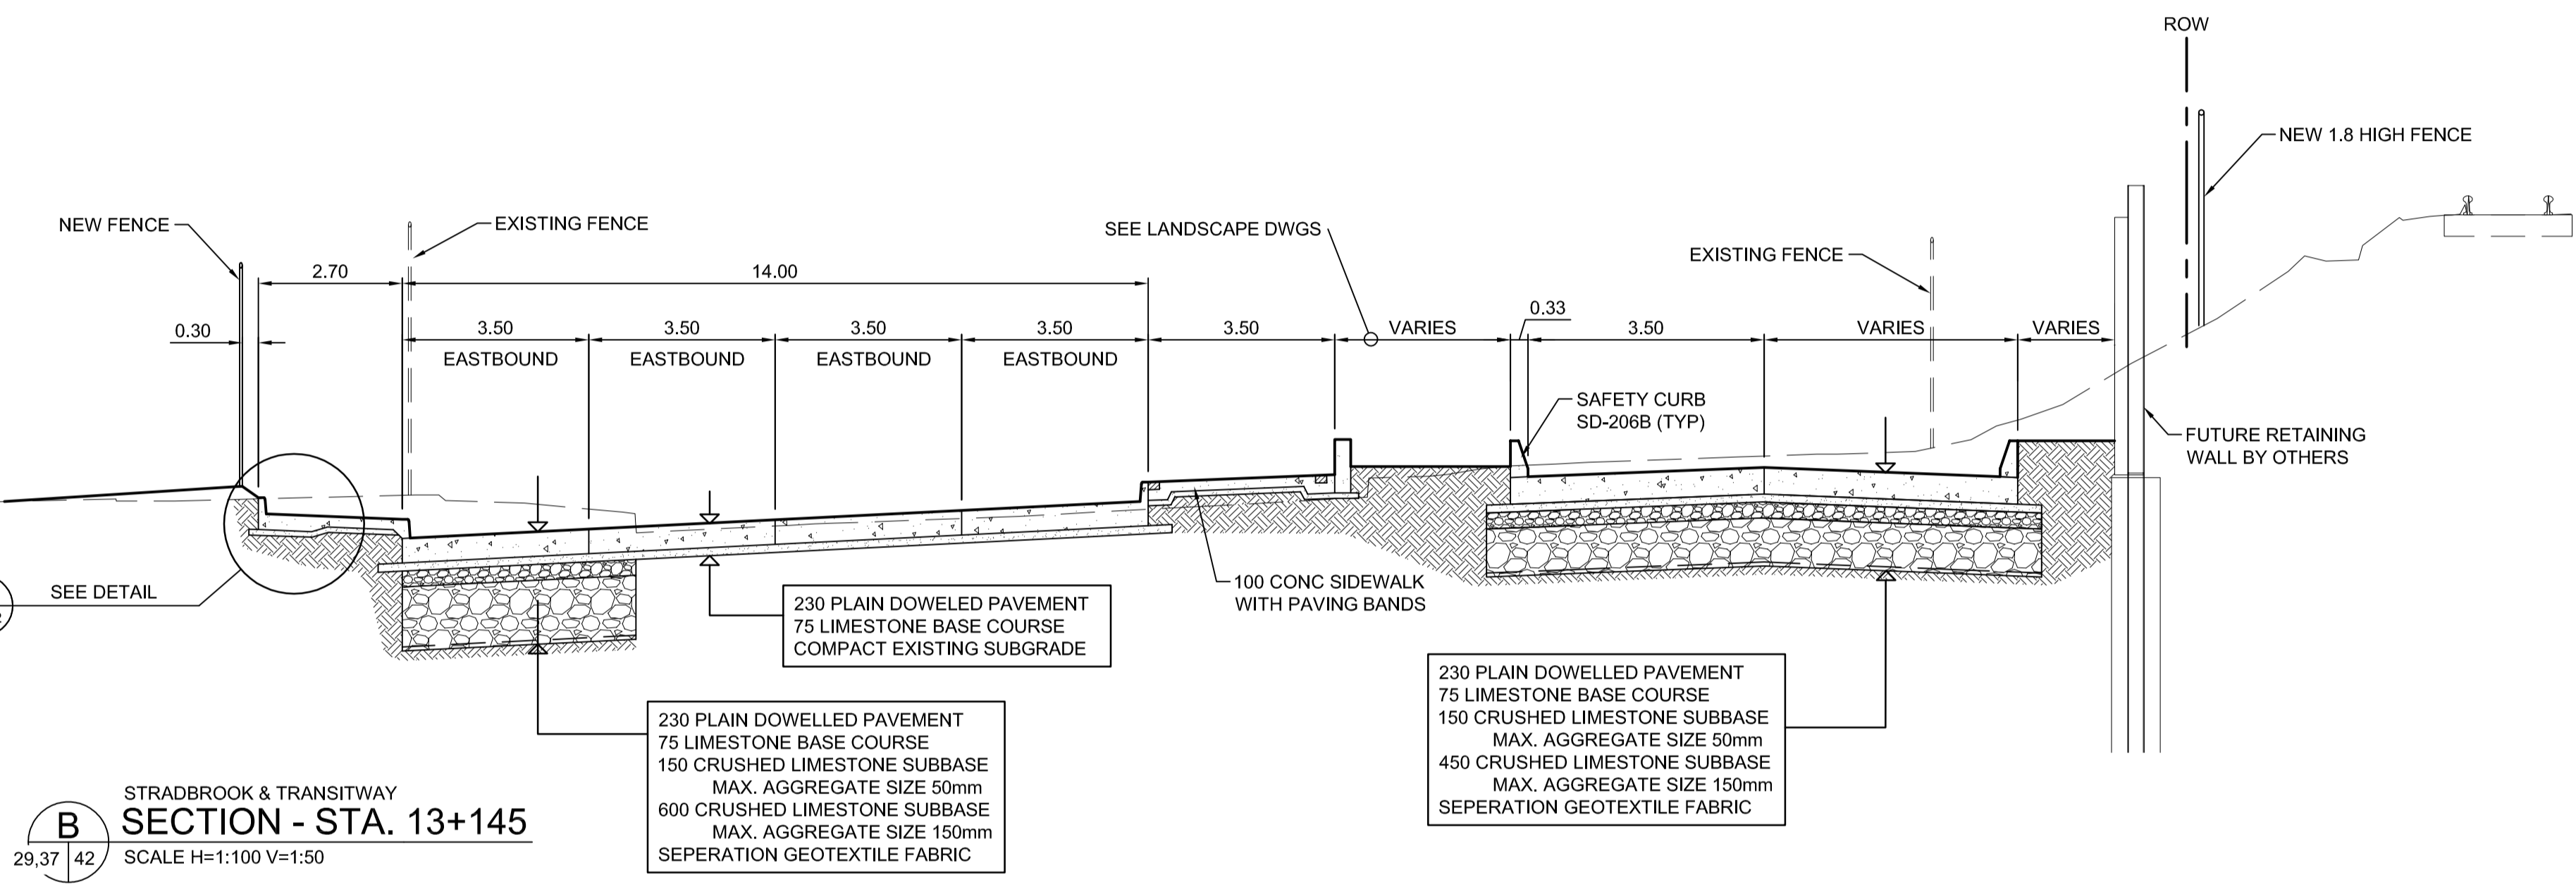 ROW
NEW 1.8 HIGH FENCE
NEW FENCE
EXISTING FENCE
SEE LANDSCAPE DWGS
EXISTING FENCE
2.70
14.00
0.30
3.50
3.50
3.50
3.50
3.50
VARIES
0.33
3.50
VARIES
VARIES
EASTBOUND
EASTBOUND
EASTBOUND
EASTBOUND
SAFETY CURB
SD-206B (TYP)
FUTURE RETAINING
WALL BY OTHERS
SEE DETAIL
100 CONC SIDEWALK
WITH PAVING BANDS
230 PLAIN DOWELED PAVEMENT
75 LIMESTONE BASE COURSE
COMPACT EXISTING SUBGRADE
230 PLAIN DOWELLED PAVEMENT
75 LIMESTONE BASE COURSE
150 CRUSHED LIMESTONE SUBBASE
MAX. AGGREGATE SIZE 50mm
600 CRUSHED LIMESTONE SUBBASE
MAX. AGGREGATE SIZE 150mm
SEPERATION GEOTEXTILE FABRIC
230 PLAIN DOWELLED PAVEMENT
75 LIMESTONE BASE COURSE
150 CRUSHED LIMESTONE SUBBASE
MAX. AGGREGATE SIZE 50mm
450 CRUSHED LIMESTONE SUBBASE
MAX. AGGREGATE SIZE 150mm
SEPERATION GEOTEXTILE FABRIC
STRADBROOK & TRANSITWAY
B SECTION - STA. 13+145
29,37 42 SCALE H=1:100 V=1:50